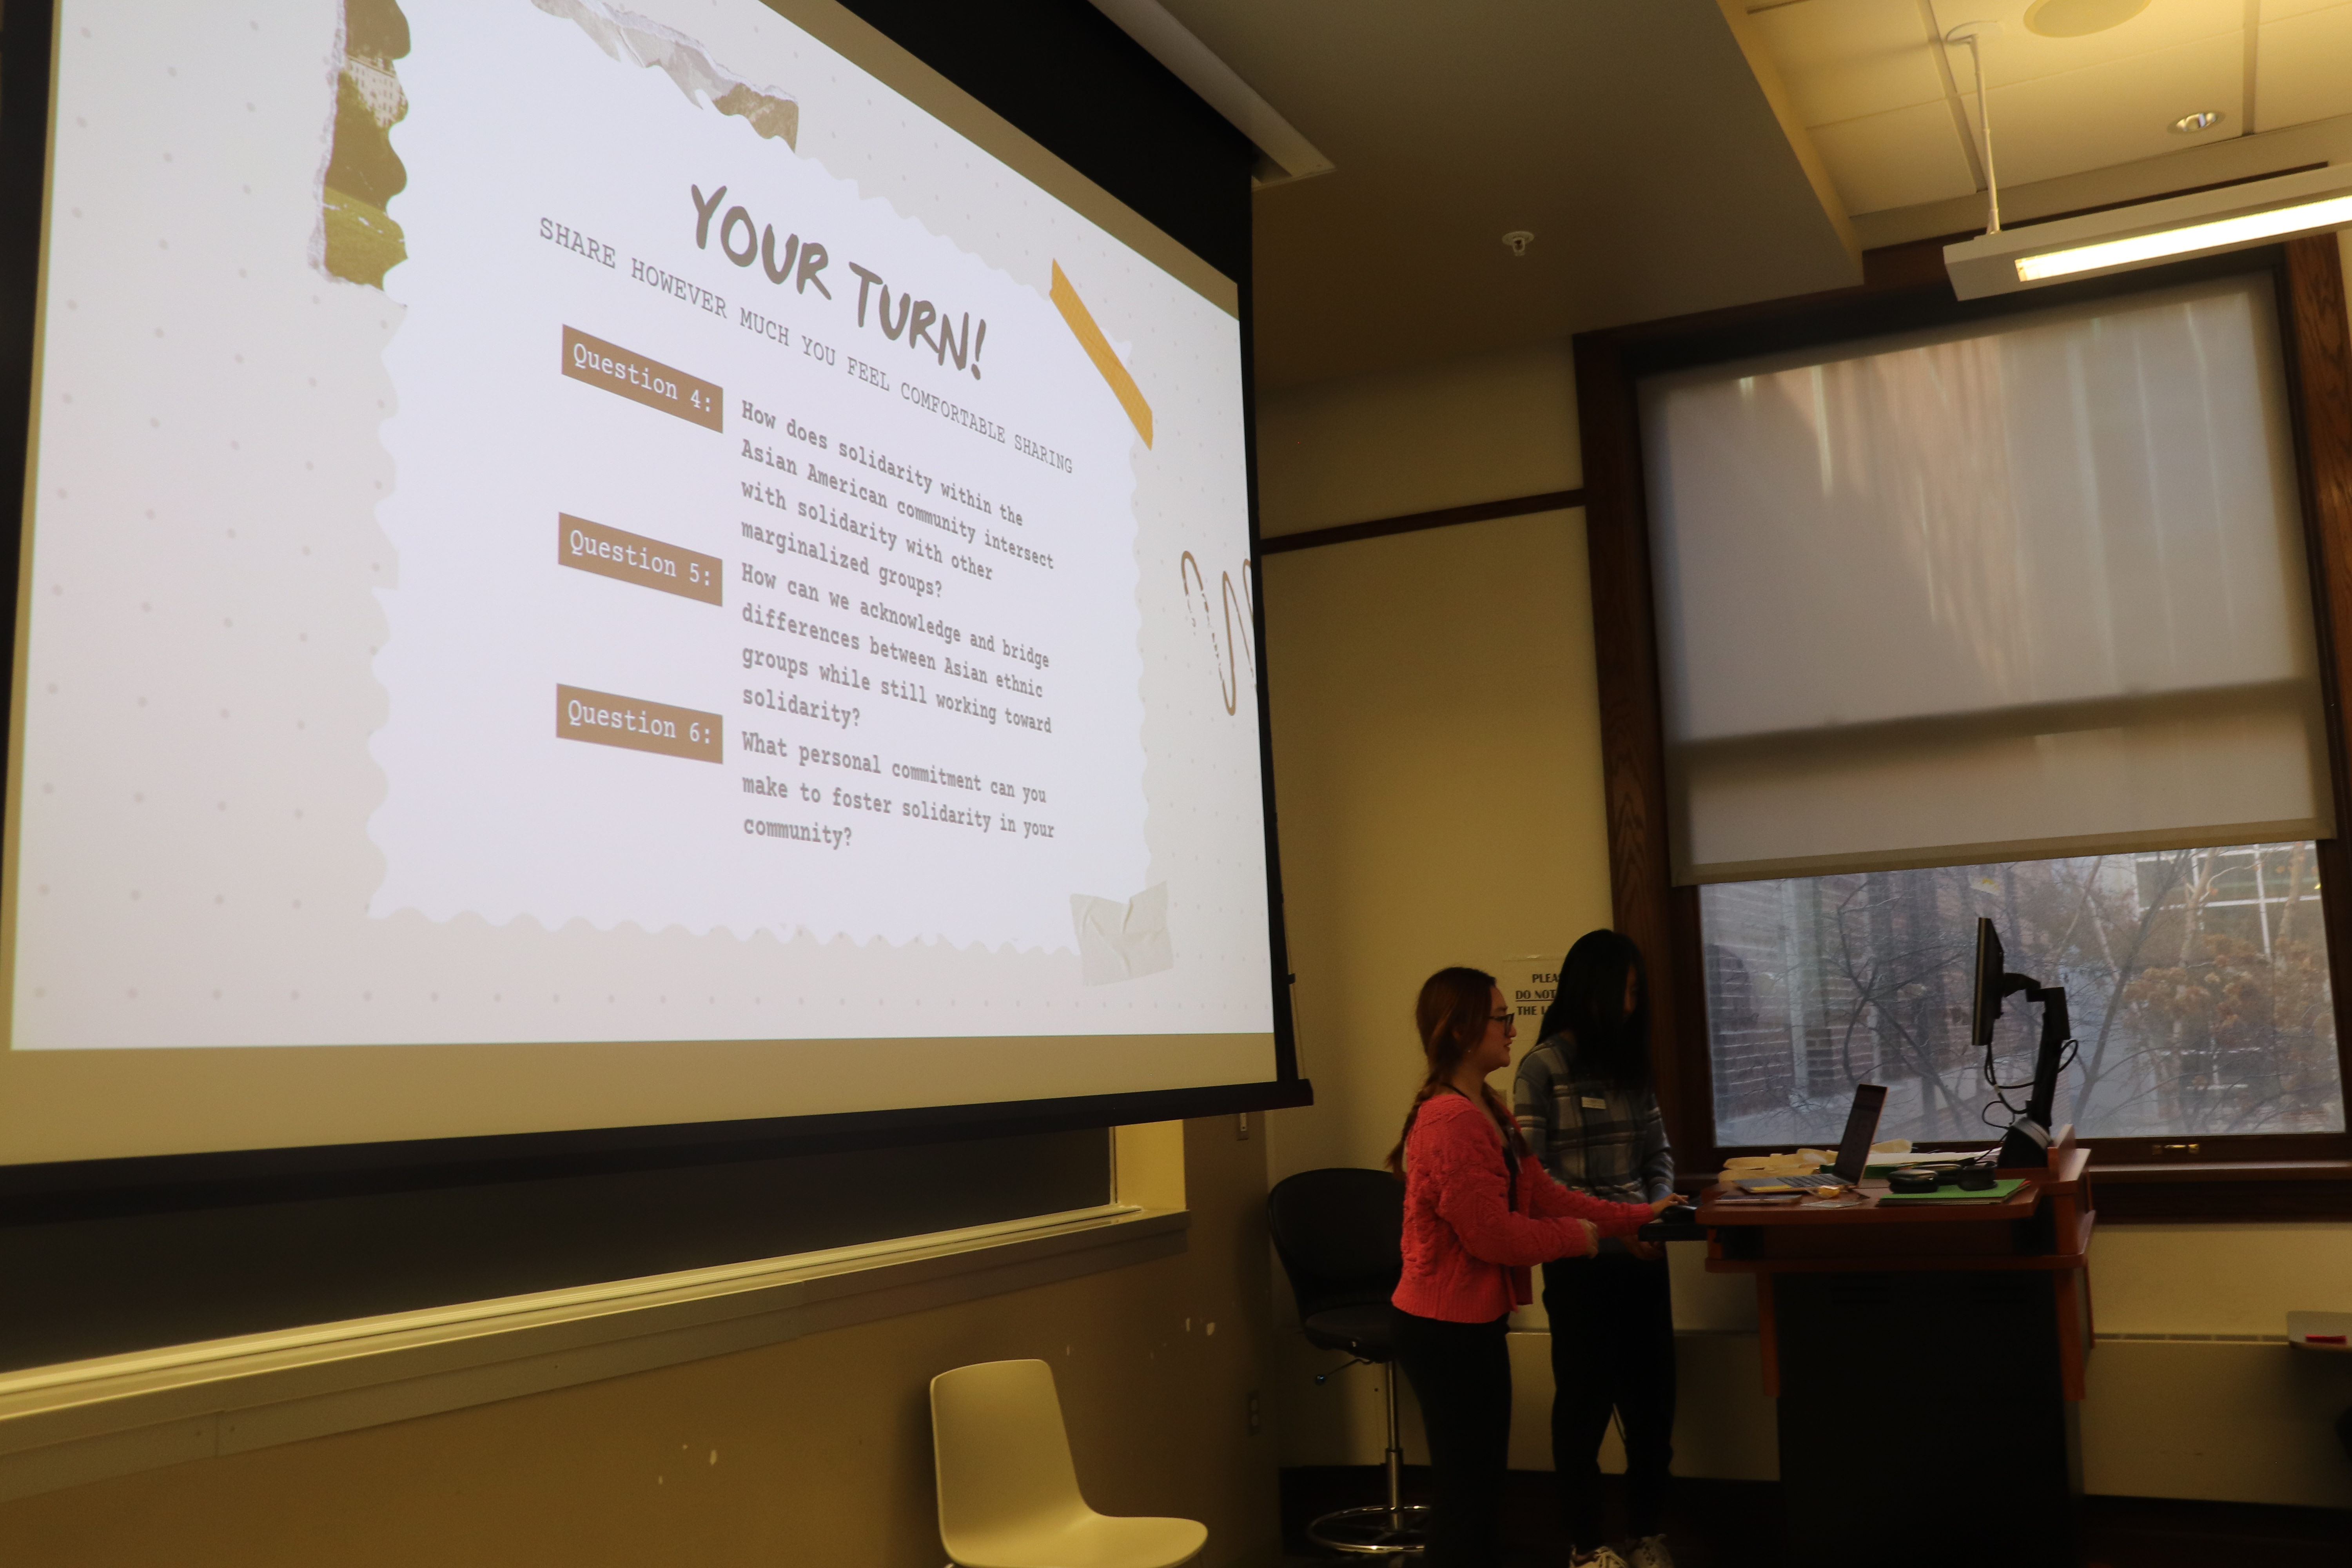 YOUR TURN!
SHARE HOWEVER MUCH YOU FEEL COMFORTABLE SHARING
Question 4:
How does solidarity within the
Asian American community intersect
with solidarity with other
marginalized groups?
Question 5:
How can we acknowledge and bridge
differences between Asian ethnic
groups while still working toward
solidarity?
Question 6:
What personal commitment can you
make to foster solidarity in your
community?
DO NOT
THE